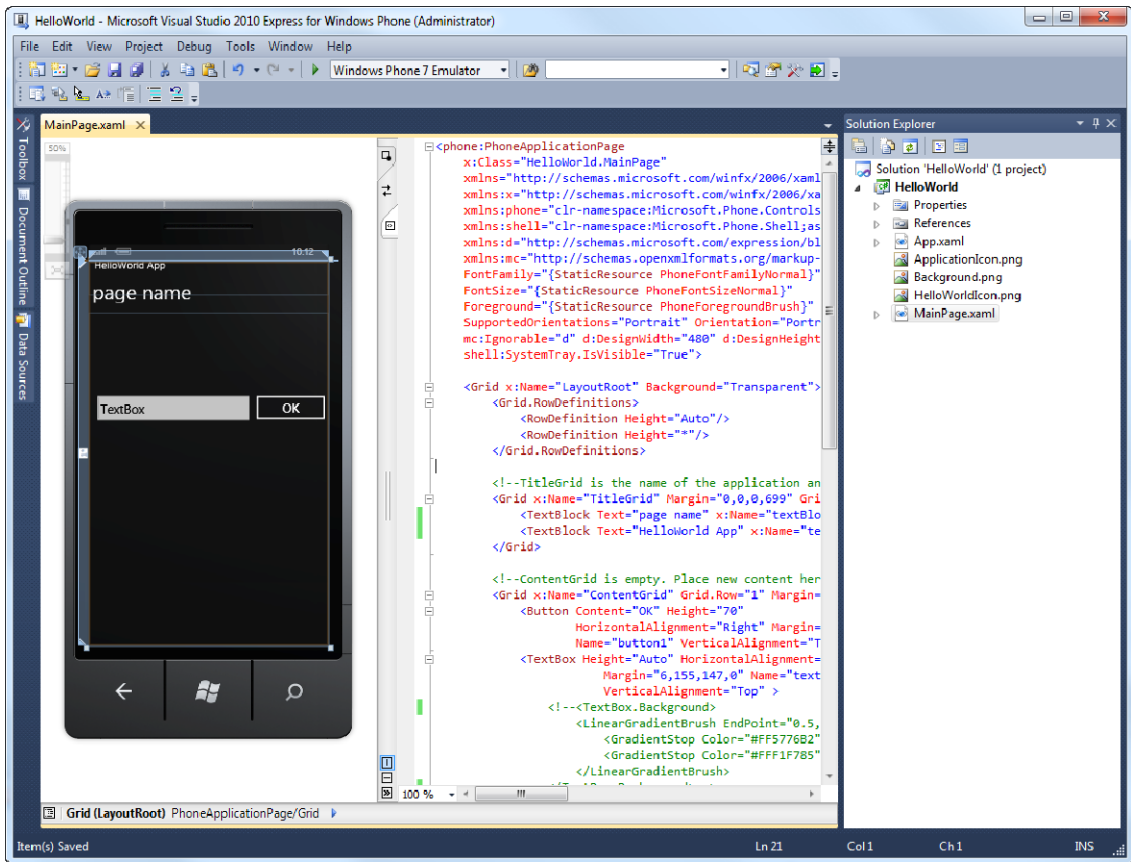 HelloWorld - Microsoft Visual Studio 2010 Express for Windows Phone (Administrator)
File Edit View Project Debug Tools Window Help
Windows Phone 7 Emulator
MainPage.xaml
Toolbox
Document Outline
Data Sources
50%
10:12
HelloWorld App
page name
TextBox
OK
<phone:PhoneApplicationPage
x:Class="HelloWorld.MainPage"
xmlns="http://schemas.microsoft.com/winfx/2006/xaml
xmlns:x="http://schemas.microsoft.com/winfx/2006/xa
xmlns:phone="clr-namespace:Microsoft.Phone.Controls
xmlns:shell="clr-namespace:Microsoft.Phone.Shell;as
xmlns:d="http://schemas.microsoft.com/expression/bl
xmlns:mc="http://schemas.openxmlformats.org/markup-
FontFamily="{StaticResource PhoneFontFamilyNormal}"
FontSize="{StaticResource PhoneFontSizeNormal}"
Foreground="{StaticResource PhoneForegroundBrush}"
SupportedOrientations="Portrait" Orientation="Portr
mc:Ignorable="d" d:DesignWidth="480" d:DesignHeight
shell:SystemTray.IsVisible="True">
<Grid x:Name="LayoutRoot" Background="Transparent">
<Grid.RowDefinitions>
<RowDefinition Height="Auto"/>
<RowDefinition Height="*"/>
</Grid.RowDefinitions>
<!--TitleGrid is the name of the application an
<Grid x:Name="TitleGrid" Margin="0,0,0,699" Gri
<TextBlock Text="page name" x:Name="textBlo
<TextBlock Text="HelloWorld App" x:Name="te
</Grid>
<!--ContentGrid is empty. Place new content her
<Grid x:Name="ContentGrid" Grid.Row="1" Margin=
<Button Content="OK" Height="70"
HorizontalAlignment="Right" Margin=
Name="button1" VerticalAlignment="T
<TextBox Height="Auto" HorizontalAlignment=
Margin="6,155,147,0" Name="text
VerticalAlignment="Top" >
<!--<TextBox.Background>
<LinearGradientBrush EndPoint="0.5,
<GradientStop Color="#FF5776B2"
<GradientStop Color="#FFF1F785"
</LinearGradientBrush>
100 %
Grid (LayoutRoot) PhoneApplicationPage/Grid
Solution Explorer
Solution 'HelloWorld' (1 project)
HelloWorld
Properties
References
App.xaml
ApplicationIcon.png
Background.png
HelloWorldIcon.png
MainPage.xaml
Item(s) Saved
Ln 21
Col 1
Ch 1
INS